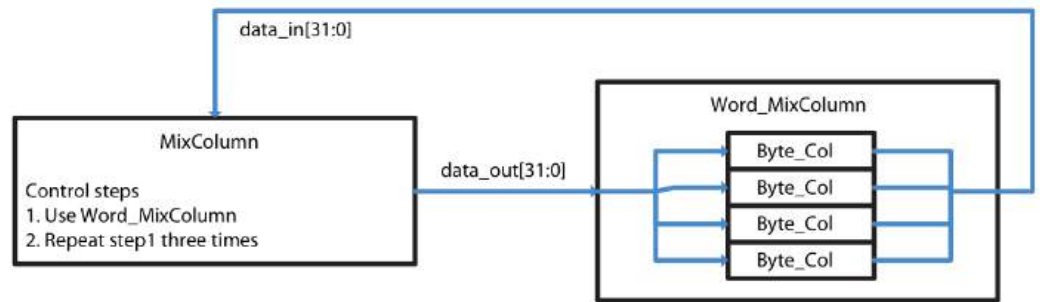 data_in[31:0]
Word_MixColumn
MixColumn
Byte_Col
data_out[31:0]
Byte_Col
Control steps
1. Use Word_MixColumn
Byte_Col
2. Repeat step1 three times
Byte_Col